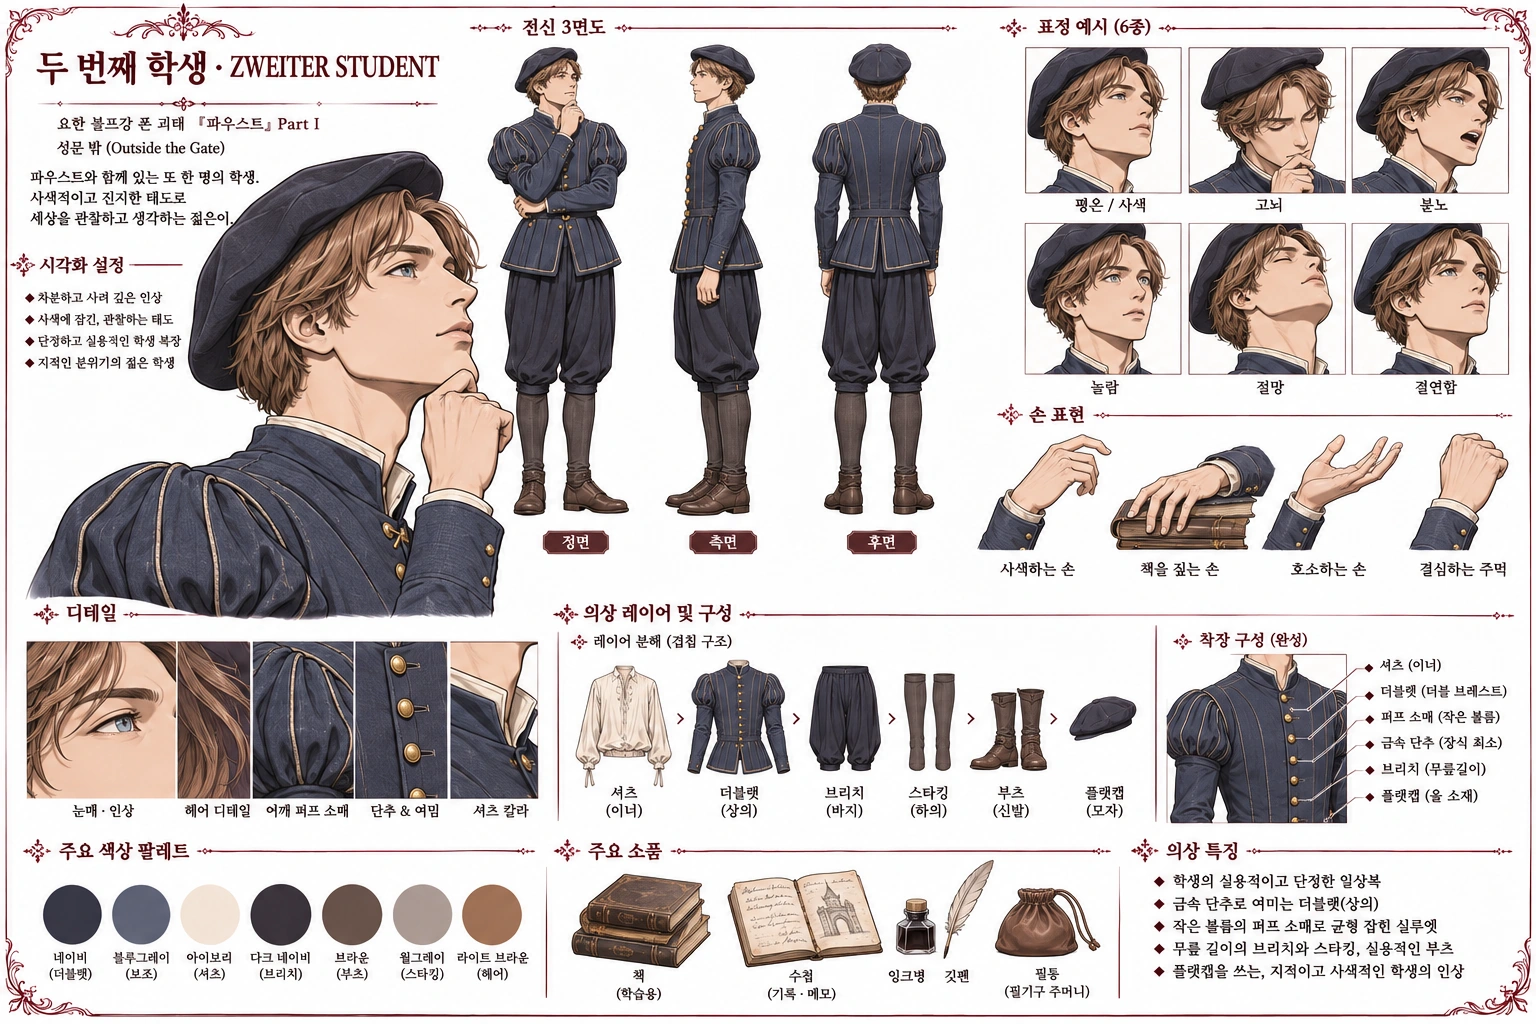 두 번째 학생 · ZWEITER STUDENT
요한 볼프강 폰 괴태 『파우스트』 Part I
성문 밖 (Outside the Gate)
파우스트와 함께 있는 또 한 명의 학생.
사색적이고 진지한 태도로
세상을 관찰하고 생각하는 젊은이.
시각화 설정
◆ 차분하고 사려 깊은 인상
◆ 사색에 잠긴, 관찰하는 태도
◆ 단정하고 실용적인 학생 복장
◆ 지적인 분위기의 젊은 학생
전신 3면도
정면
측면
후면
표정 예시 (6종)
평온 / 사색
고뇌
분노
놀람
절망
결연함
손 표현
사색하는 손
책을 짚는 손
호소하는 손
결심하는 주먹
디테일
눈매 · 인상
헤어 디테일
어깨 퍼프 소매
단추 & 여밈
셔츠 칼라
의상 레이어 및 구성
레이어 분해 (겹침 구조)
셔츠
(이너)
더블랫
(상의)
브리치
(바지)
스타킹
(하의)
부츠
(신발)
플랫캡
(모자)
착장 구성 (완성)
◆ 셔츠 (이너)
◆ 더블렛 (더블 브레스트)
◆ 퍼프 소매 (작은 볼륨)
◆ 금속 단추 (장식 최소)
◆ 브리치 (무릎길이)
◆ 플랫캡 (울 소재)
주요 색상 팔레트
네이비
(더블랫)
블루그레이
(보조)
아이보리
(셔츠)
다크 네이비
(브리치)
브라운
(부츠)
웜그레이
(스타킹)
라이트 브라운
(헤어)
주요 소품
책
(학습용)
수첩
(기록 · 메모)
잉크병
깃펜
필통
(필기구 주머니)
의상 특징
◆ 학생의 실용적이고 단정한 일상복
◆ 금속 단추로 여미는 더블랫(상의)
◆ 작은 볼륨의 퍼프 소매로 균형 잡힌 실루엣
◆ 무릎 길이의 브리치와 스타킹, 실용적인 부츠
◆ 플랫캡을 쓰는, 지적이고 사색적인 학생의 인상